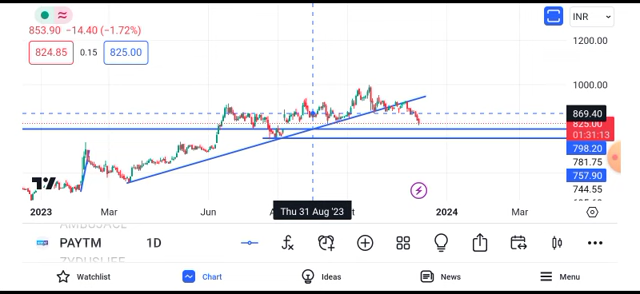 853.90 −14.40 (−1.72%)
INR
824.85 0.15 825.00
1200.00
1000.00
869.40
825.00
01:31:13
798.20
781.75
757.90
744.55
2023 Mar Jun Thu 31 Aug '23 2024 Mar
PAYTM 1D
Watchlist Chart Ideas News Menu